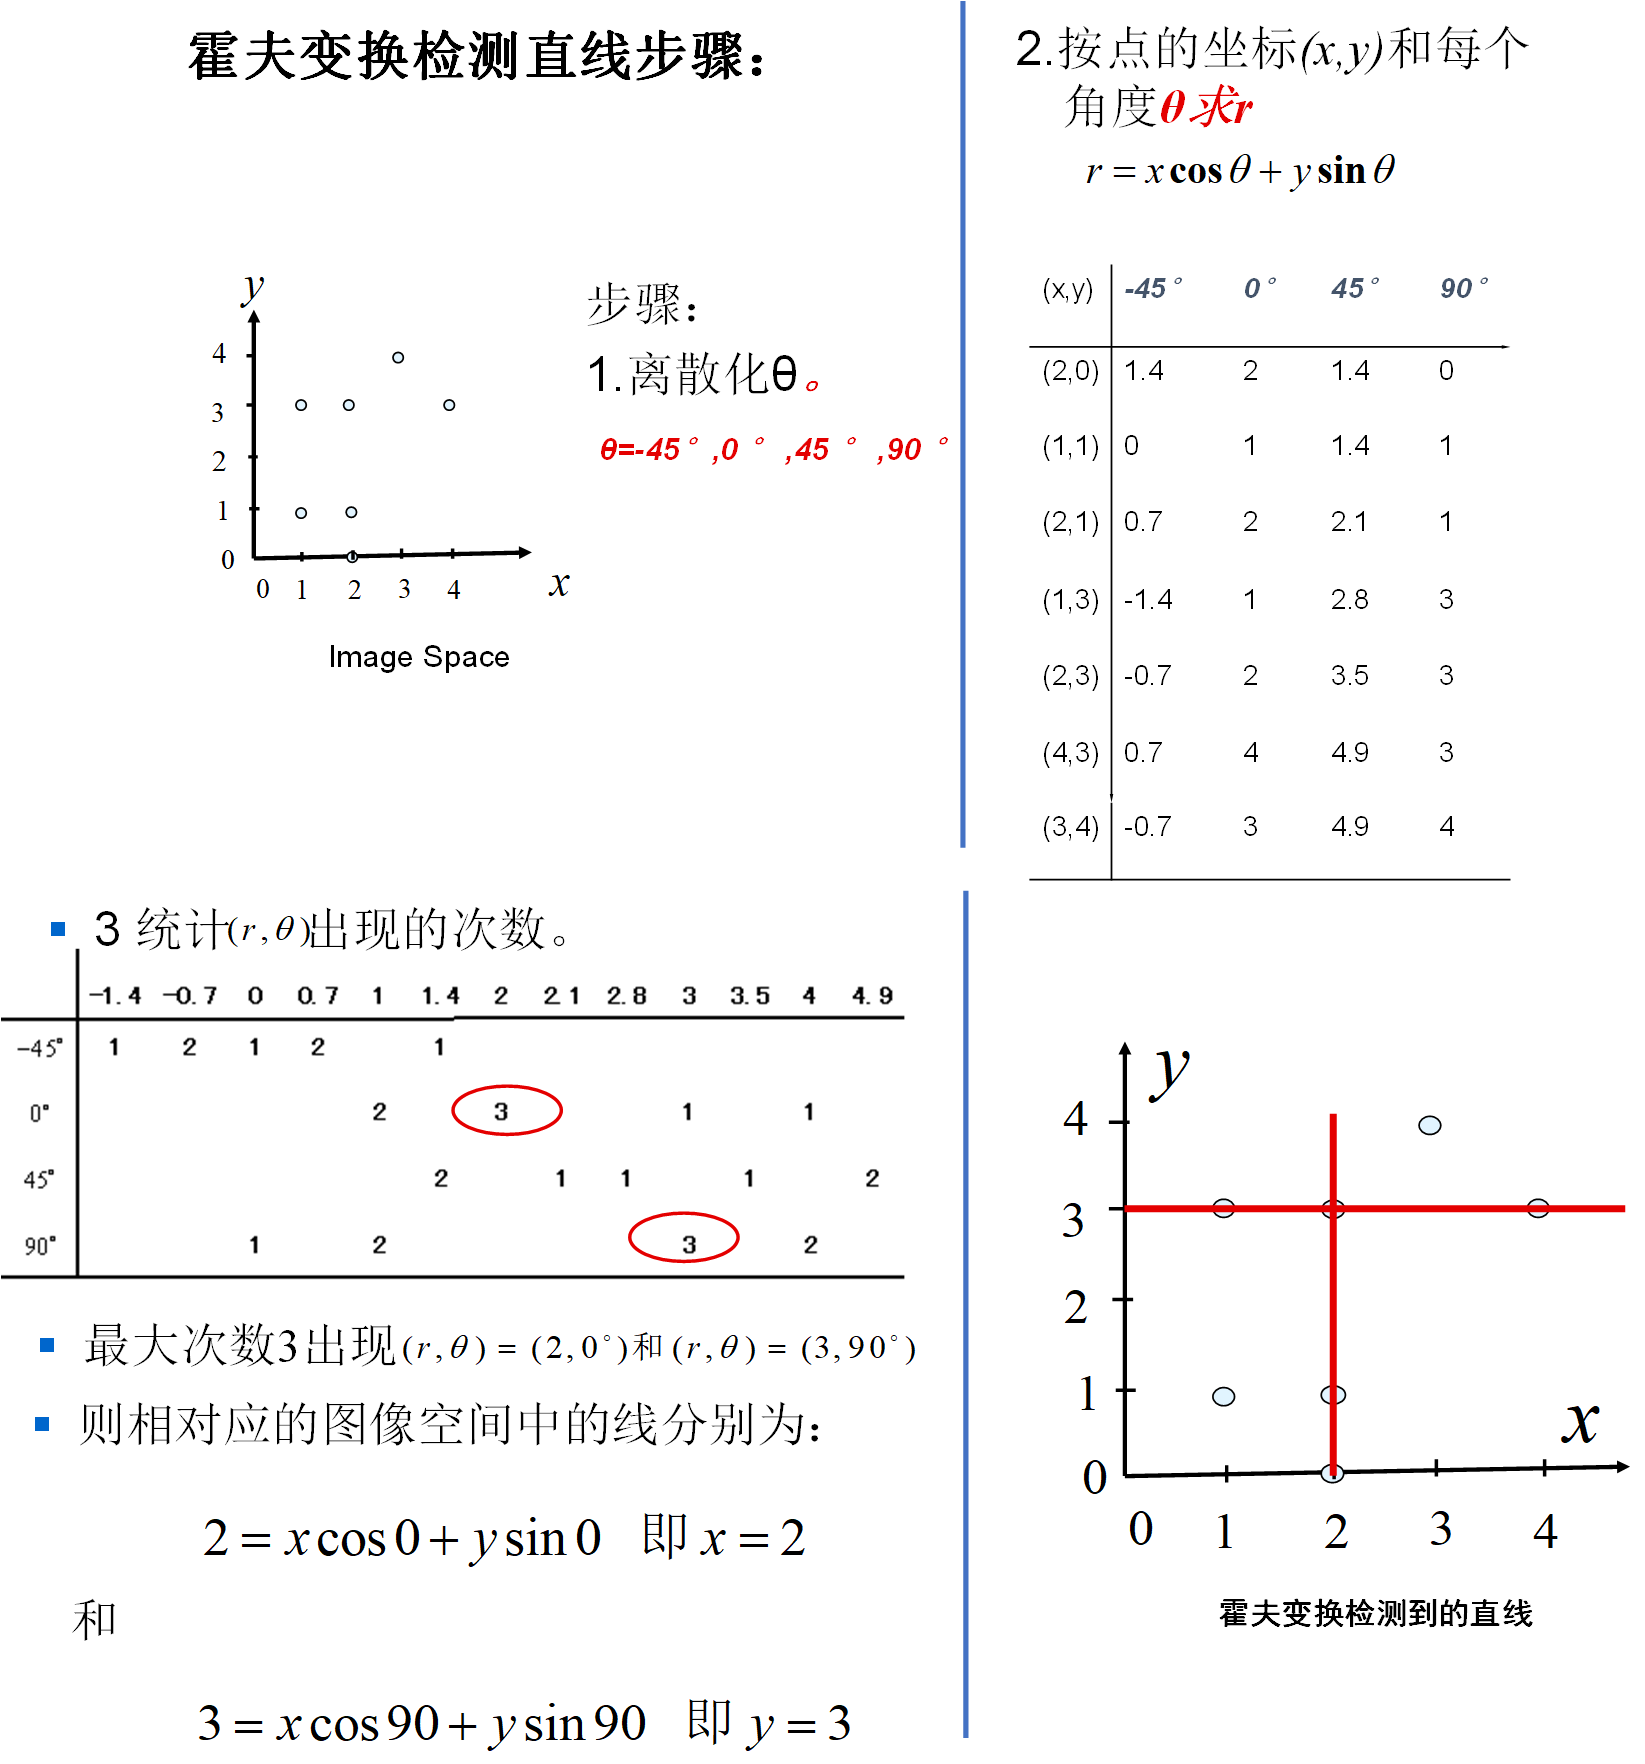 霍夫变换检测直线步骤：
y
4
3
2
1
0
0 1 2 3 4
x
Image Space
步骤：
1.离散化θ。
θ=-45°,0°,45°,90°
2.按点的坐标(x,y)和每个
角度θ求r
r = x cos θ + y sin θ
(x,y) -45° 0° 45° 90°
(2,0) 1.4 2 1.4 0
(1,1) 0 1 1.4 1
(2,1) 0.7 2 2.1 1
(1,3) -1.4 1 2.8 3
(2,3) -0.7 2 3.5 3
(4,3) 0.7 4 4.9 3
(3,4) -0.7 3 4.9 4
3 统计(r,θ)出现的次数。
-1.4 -0.7 0 0.7 1 1.4 2 2.1 2.8 3 3.5 4 4.9
-45° 1 2 1 2 1
0° 2 3 1 1
45° 2 1 1 1 2
90° 1 2 3 2
最大次数3出现(r,θ) = (2,0°)和(r,θ) = (3,90°)
则相对应的图像空间中的线分别为：
2 = x cos 0 + y sin 0 即 x = 2
和
3 = x cos 90 + y sin 90 即 y = 3
y
4
3
2
1
0
x
0 1 2 3 4
霍夫变换检测到的直线